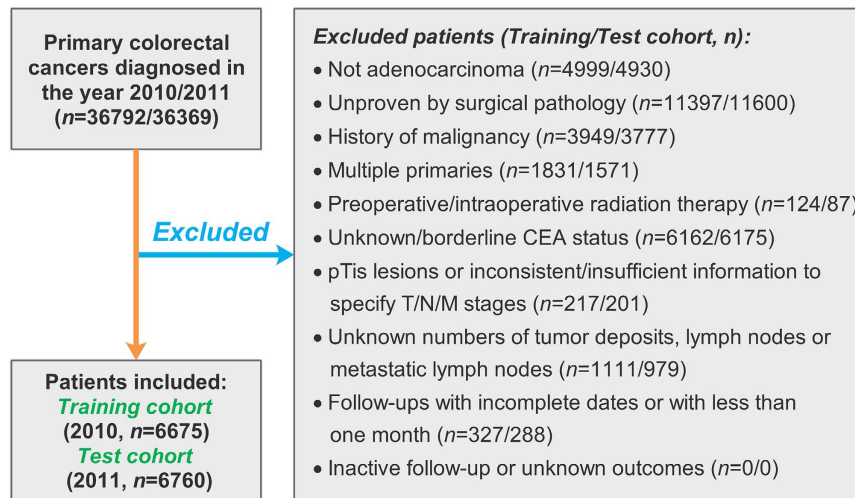 Primary colorectal
cancers diagnosed in
the year 2010/2011
(n=36792/36369)
Excluded
Excluded patients (Training/Test cohort, n):
• Not adenocarcinoma (n=4999/4930)
• Unproven by surgical pathology (n=11397/11600)
• History of malignancy (n=3949/3777)
• Multiple primaries (n=1831/1571)
• Preoperative/intraoperative radiation therapy (n=124/87)
• Unknown/borderline CEA status (n=6162/6175)
• pTis lesions or inconsistent/insufficient information to
specify T/N/M stages (n=217/201)
• Unknown numbers of tumor deposits, lymph nodes or
metastatic lymph nodes (n=1111/979)
• Follow-ups with incomplete dates or with less than
one month (n=327/288)
• Inactive follow-up or unknown outcomes (n=0/0)
Patients included:
Training cohort
(2010, n=6675)
Test cohort
(2011, n=6760)